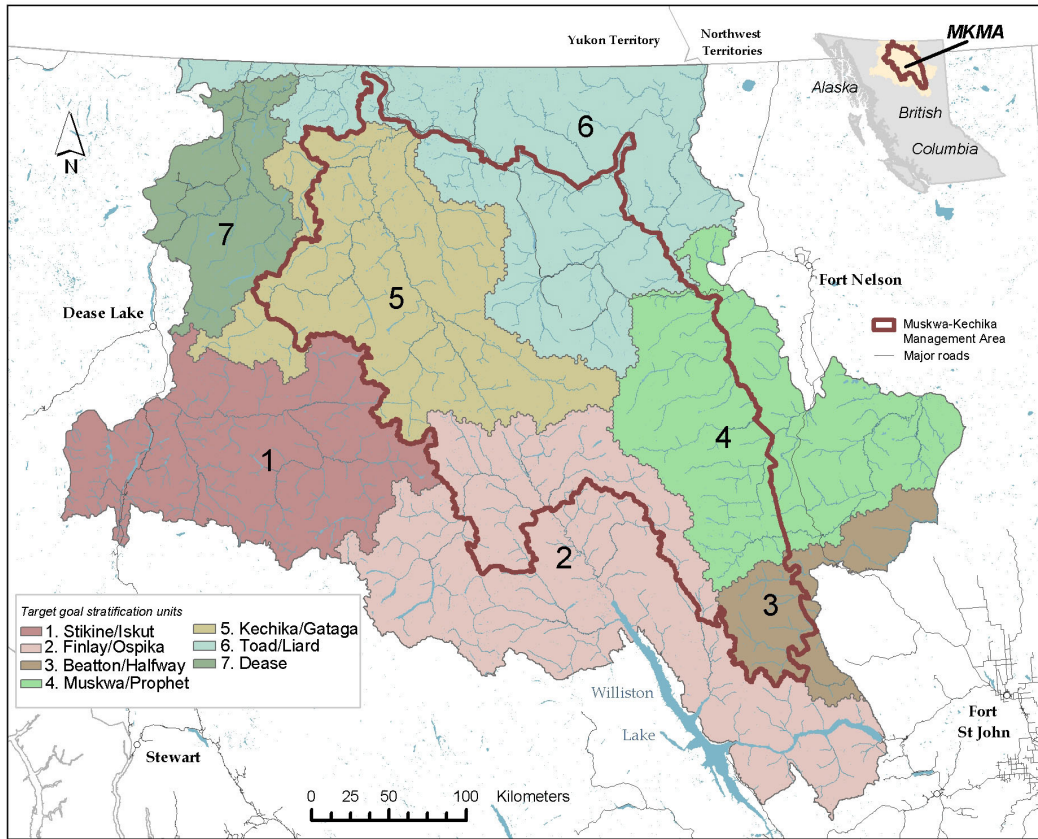 Yukon Territory
Northwest
Territories
MKMA
Alaska
British
Columbia
N
6
7
5
Dease Lake
Fort Nelson
Muskwa-Kechika
Management Area
Major roads
4
1
2
3
Target goal stratification units
1. Stikine/Iskut
2. Finlay/Ospika
3. Beatton/Halfway
4. Muskwa/Prophet
5. Kechika/Gataga
6. Toad/Liard
7. Dease
Williston
Lake
Fort
St John
Stewart
0 25 50 100 Kilometers